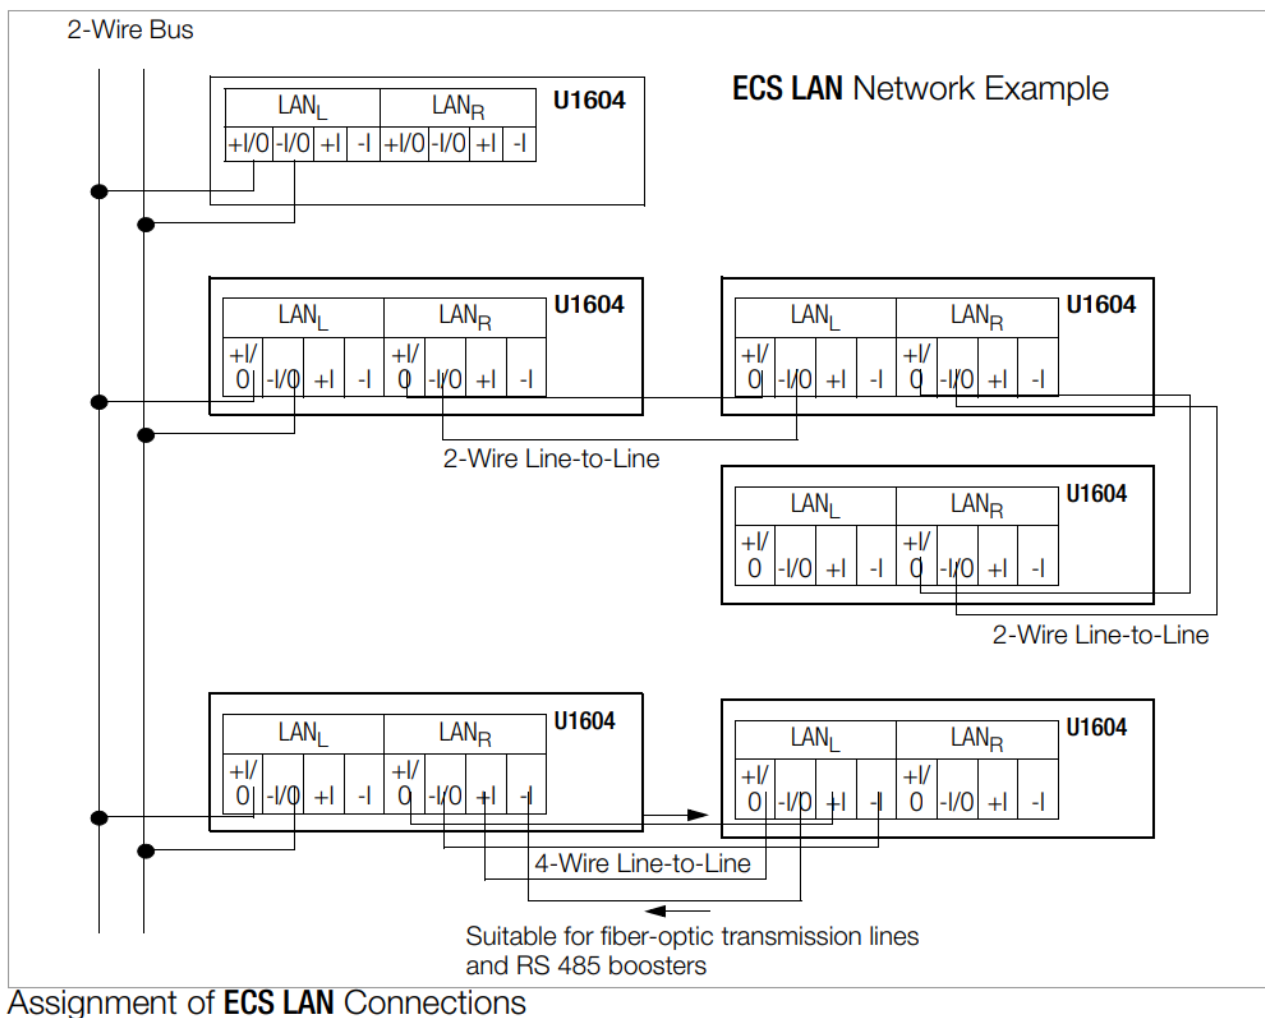 2-Wire Bus
ECS LAN Network Example
LANL LANR U1604
+I/0 -I/0 +I -I +I/0 -I/0 +I -I
LANL LANR U1604
+I/ +I/
0 -I/0 +I -I 0 -I/0 +I -I
LANL LANR U1604
+I/ +I/
0 -I/0 +I -I 0 -I/0 +I -I
2-Wire Line-to-Line
LANL LANR U1604
+I/ +I/
0 -I/0 +I -I 0 -I/0 +I -I
2-Wire Line-to-Line
LANL LANR U1604
+I/ +I/
0 -I/0 +I -I 0 -I/0 +I -I
LANL LANR U1604
+I/ +I/
0 -I/0 +I -I 0 -I/0 +I -I
4-Wire Line-to-Line
Suitable for fiber-optic transmission lines
and RS 485 boosters
Assignment of ECS LAN Connections